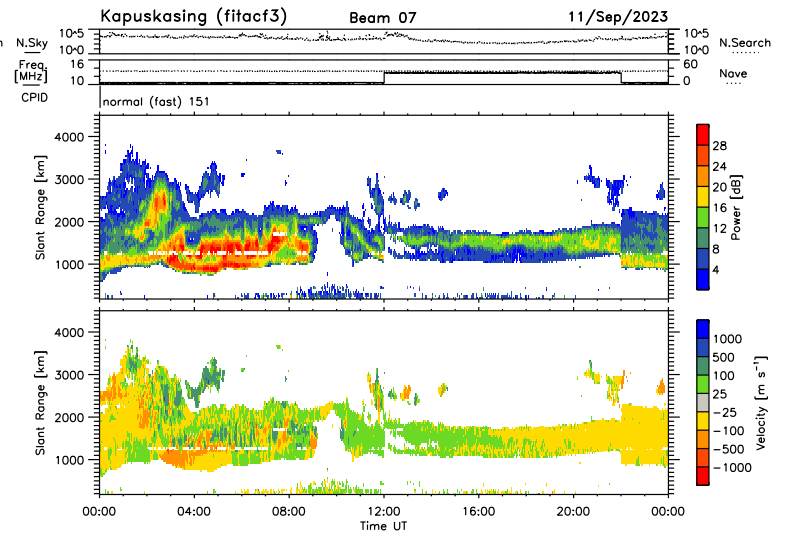 Kapuskasing (fitacf3) Beam 07 11/Sep/2023
N.Sky 10^5 10^0 10^5 10^0 N.Search
Freq. [MHz] 16 10 60 0 Nave
CPID normal (fast) 151
Slant Range [km] 4000 3000 2000 1000
28 24 20 16 12 8 4 Power [dB]
Slant Range [km] 4000 3000 2000 1000
1000 500 100 25 −25 −100 −500 −1000 Velocity [m s⁻¹]
00:00 04:00 08:00 12:00 16:00 20:00 00:00
Time UT